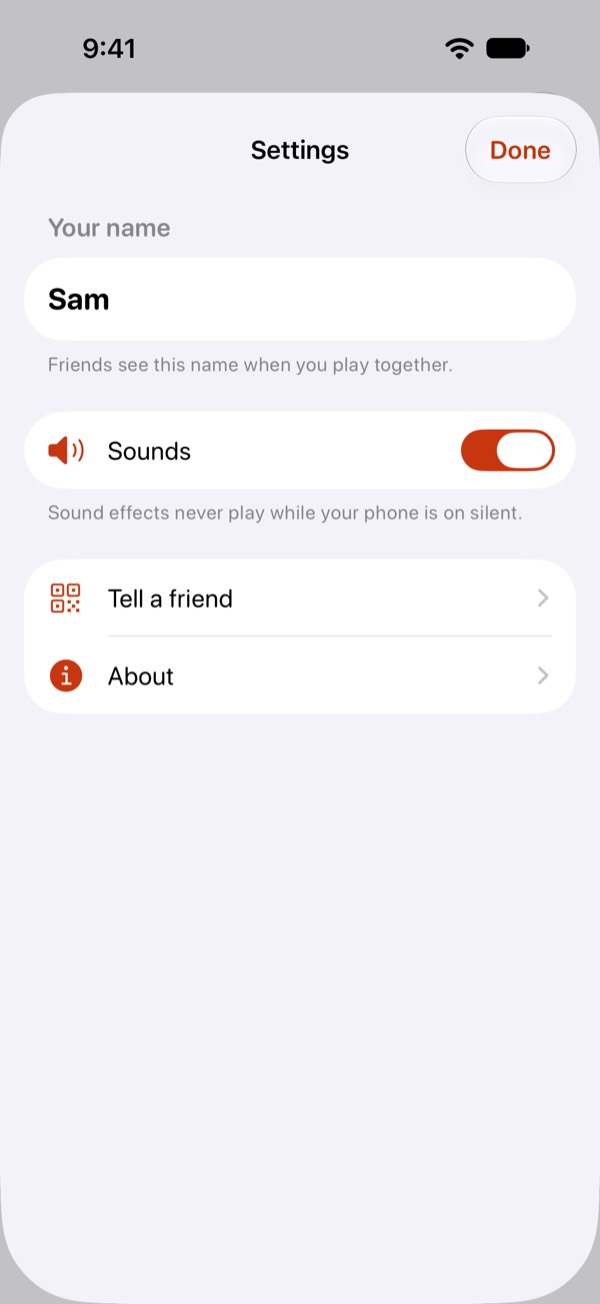 9:41
Settings
Done
Your name
Sam
Friends see this name when you play together.
Sounds
Sound effects never play while your phone is on silent.
Tell a friend
About